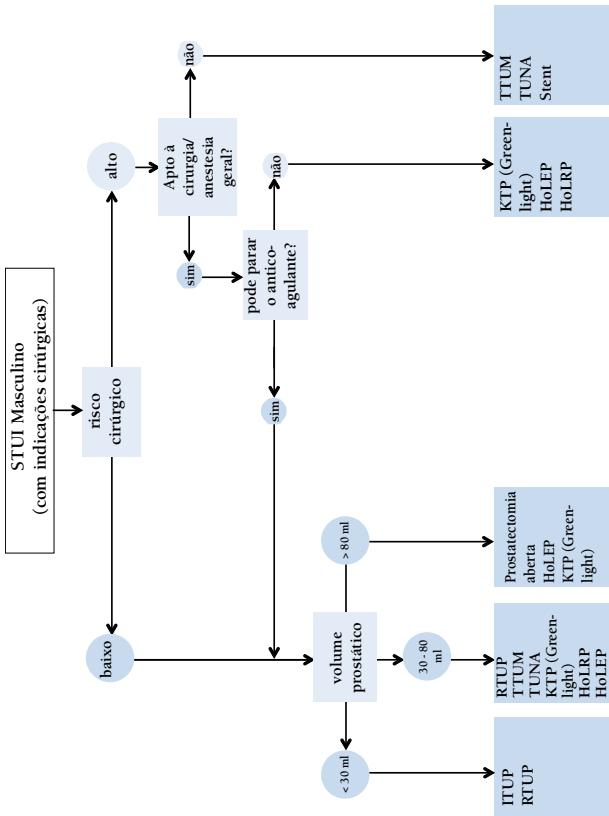 STUI Masculino
(com indicações cirúrgicas)
risco
cirúrgico
baixo
alto
Apto à
cirurgia/
anestesia
geral?
sim
não
pode parar
o antico-
agulante?
sim
não
volume
prostático
< 30 ml
30 - 80
ml
> 80 ml
ITUP
RTUP
RTUP
TTUM
TUNA
KTP (Green-
light)
HoLRP
HoLEP
Prostatectomia
aberta
HoLEP
KTP (Green-
light)
KTP (Green-
light)
HoLEP
HoLRP
TTUM
TUNA
Stent